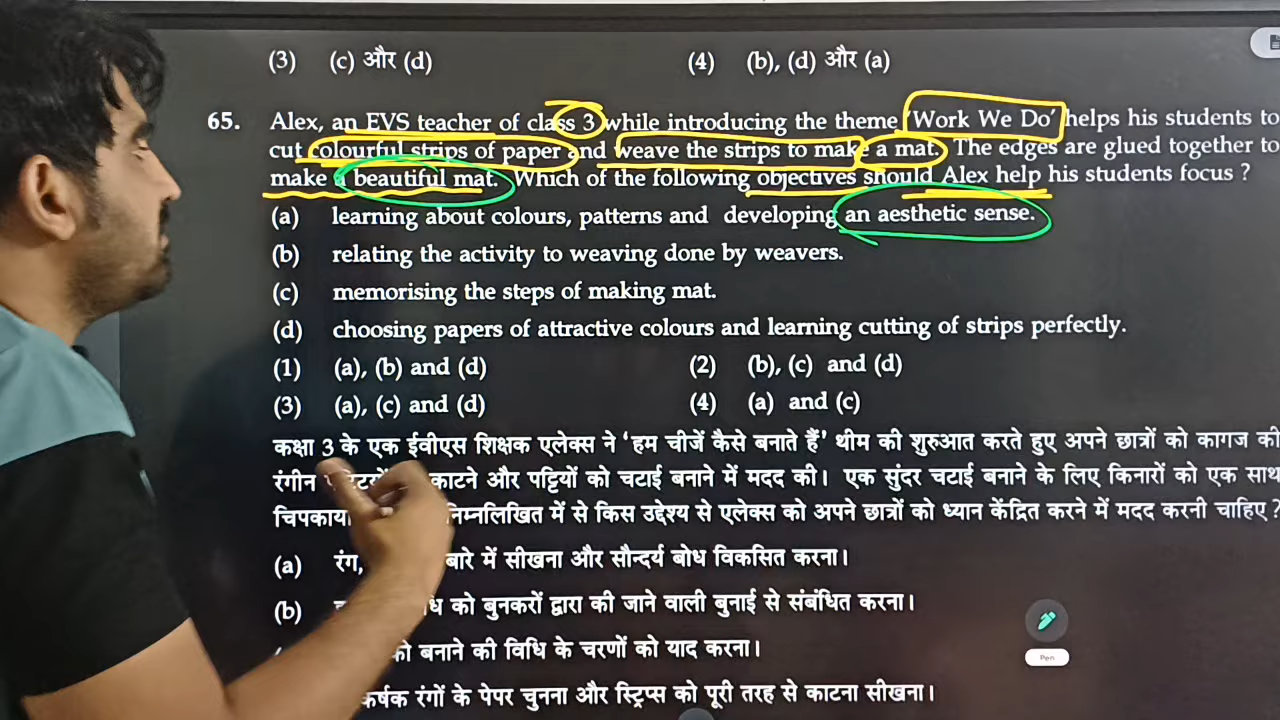 (3) (c) और (d) (4) (b), (d) और (a)
65. Alex, an EVS teacher of class 3 while introducing the theme 'Work We Do' helps his students to
cut colourful strips of paper and weave the strips to make a mat. The edges are glued together to
make a beautiful mat. Which of the following objectives should Alex help his students focus ?
(a) learning about colours, patterns and developing an aesthetic sense.
(b) relating the activity to weaving done by weavers.
(c) memorising the steps of making mat.
(d) choosing papers of attractive colours and learning cutting of strips perfectly.
(1) (a), (b) and (d) (2) (b), (c) and (d)
(3) (a), (c) and (d) (4) (a) and (c)
कक्षा 3 के एक ईवीएस शिक्षक एलेक्स ने 'हम चीजें कैसे बनाते हैं' थीम की शुरुआत करते हुए अपने छात्रों को कागज की
रंगीन काटने और पट्टियों को चटाई बनाने में मदद की। एक सुंदर चटाई बनाने के लिए किनारों को एक साथ
चिपकाया निम्नलिखित में से किस उद्देश्य से एलेक्स को अपने छात्रों को ध्यान केंद्रित करने में मदद करनी चाहिए ?
(a) रंग, बारे में सीखना और सौन्दर्य बोध विकसित करना।
(b) को बुनकरों द्वारा की जाने वाली बुनाई से संबंधित करना।
को बनाने की विधि के चरणों को याद करना।
रंगों के पेपर चुनना और स्ट्रिप्स को पूरी तरह से काटना सीखना।
Pen